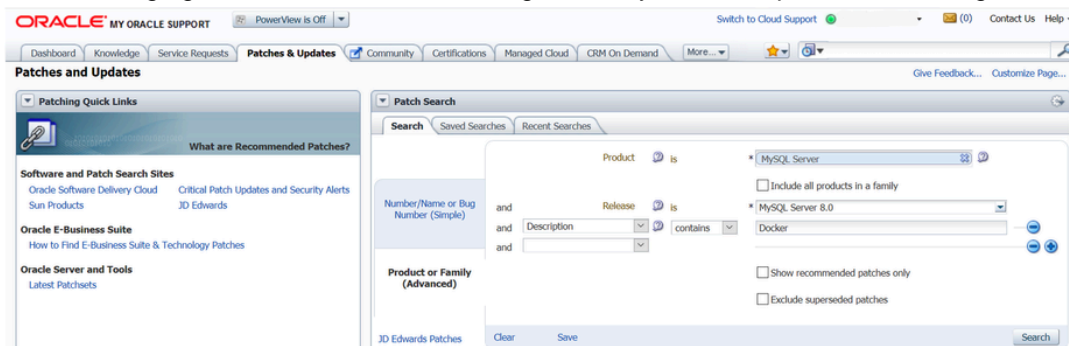 ORACLE MY ORACLE SUPPORT PowerView is Off Switch to Cloud Support (0) Contact Us Help
Dashboard Knowledge Service Requests Patches & Updates Community Certifications Managed Cloud CRM On Demand More...
Patches and Updates Give Feedback... Customize Page...
Patching Quick Links
What are Recommended Patches?
Software and Patch Search Sites
Oracle Software Delivery Cloud Critical Patch Updates and Security Alerts
Sun Products JD Edwards
Oracle E-Business Suite
How to Find E-Business Suite & Technology Patches
Oracle Server and Tools
Latest Patchsets
Patch Search
Search Saved Searches Recent Searches
Number/Name or Bug
Number (Simple)
Product or Family
(Advanced)
JD Edwards Patches
Product is * MySQL Server
Include all products in a family
and Release is * MySQL Server 8.0
and Description contains Docker
and
Show recommended patches only
Exclude superseded patches
Clear Save Search